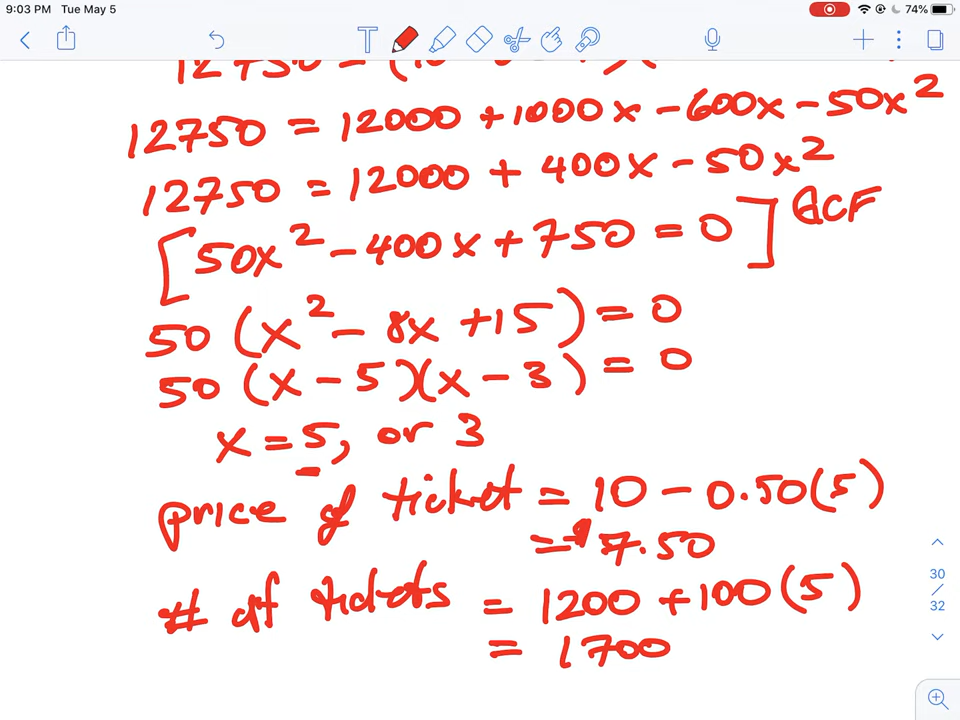 9:03 PM Tue May 5 74%
12750 = (10
12750 = 12000 +1000x -600x -50x²
12750 = 12000 + 400x -50x²
[50x² -400x +750 = 0] GCF
50 (x² - 8x +15) = 0
50 (x - 5)(x - 3) = 0
x = 5, or 3
price of ticket = 10 - 0.50(5)
= $7.50
# of tickets = 1200 +100(5)
= 1700
30
/
32